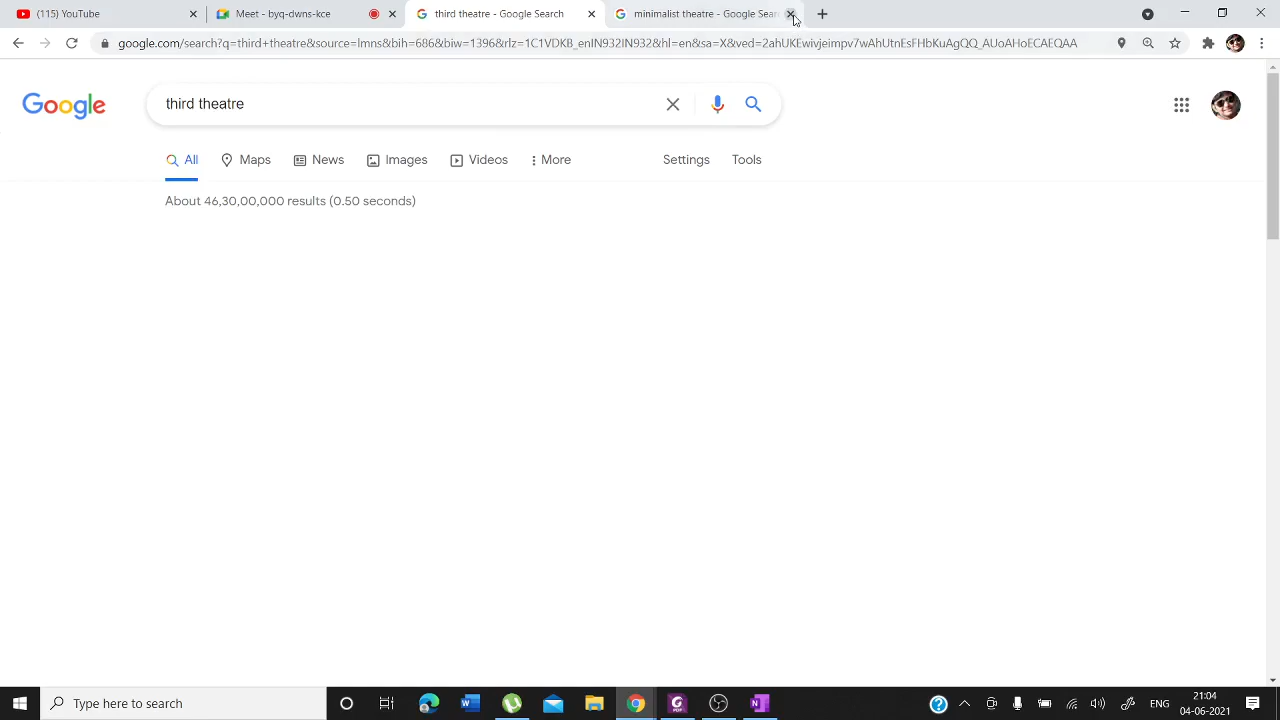 (115) YouTube
Meet – byq-dwns-kce
third theatre - Google Search
minimalist theatre - Google Sear
google.com/search?q=third+theatre&source=lmns&bih=686&biw=1396&rlz=1C1VDKB_enIN932IN932&hl=en&sa=X&ved=2ahUKEwivjeimpv7wAhUtnEsFHbKuAgQQ_AUoAHoECAEQAA
Google
third theatre
All
Maps
News
Images
Videos
More
Settings
Tools
About 46,30,00,000 results (0.50 seconds)
Type here to search
ENG
21:04
04-06-2021